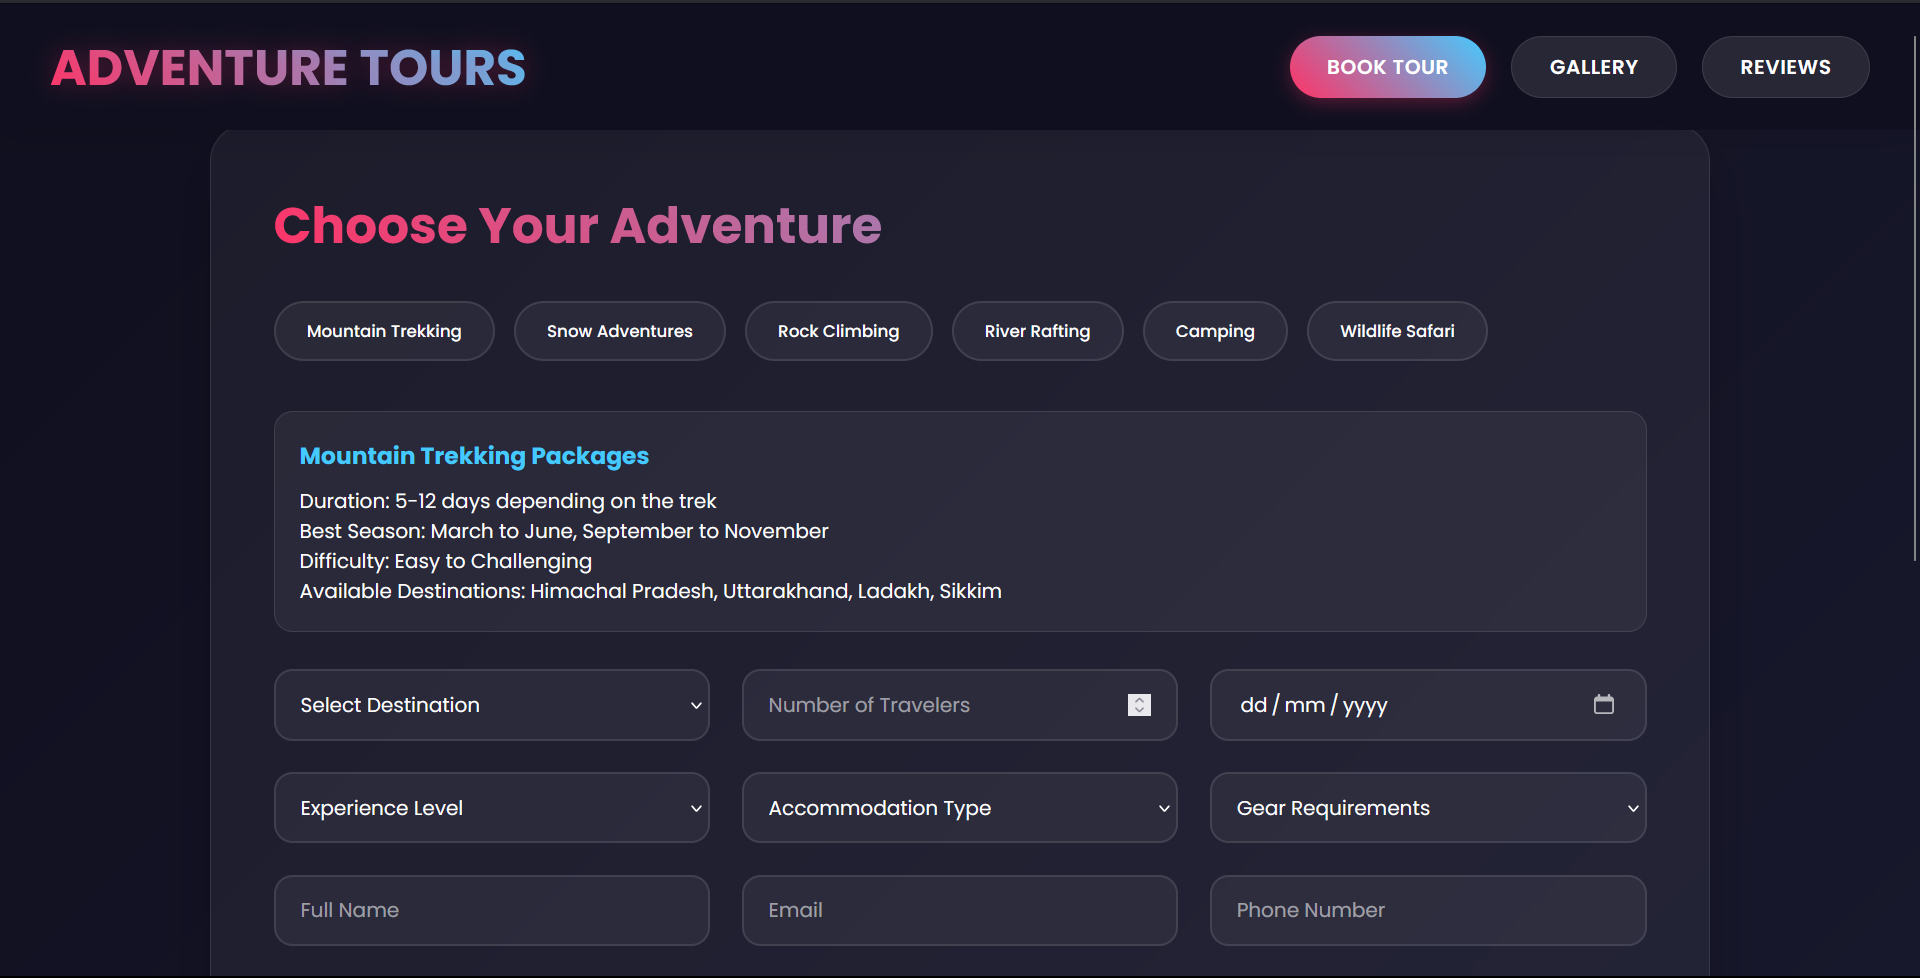 ADVENTURE TOURS
BOOK TOUR
GALLERY
REVIEWS
Choose Your Adventure
Mountain Trekking
Snow Adventures
Rock Climbing
River Rafting
Camping
Wildlife Safari
Mountain Trekking Packages
Duration: 5-12 days depending on the trek
Best Season: March to June, September to November
Difficulty: Easy to Challenging
Available Destinations: Himachal Pradesh, Uttarakhand, Ladakh, Sikkim
Select Destination
Number of Travelers
dd/mm/yyyy
Experience Level
Accommodation Type
Gear Requirements
Full Name
Email
Phone Number